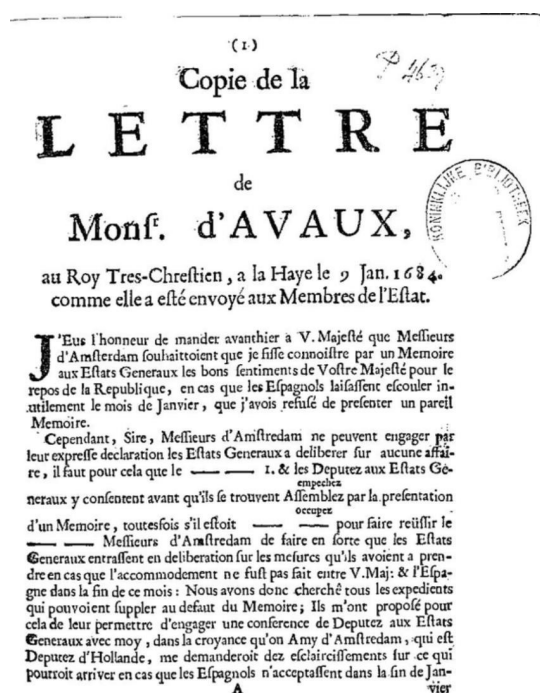 (1)
Copie de la
LETTRE
de
Monſ. d'AVAUX,
au Roy Tres-Chreſtien, a la Haye le 9 Jan. 1684.
comme elle a eſté envoyé aux Membres de l'Eſtat.
KONINKLIJKE BIBLIOTHEEK
J'Eus l'honneur de mander avanthier à V. Majeſté que Meſſieurs
d'Amſterdam ſouhaittoient que je fiſſe connoiſtre par un Memoire
aux Eſtats Generaux les bons ſentiments de Voſtre Majeſté pour le
repos de la Republique, en cas que les Eſpagnols laiſaſſent eſcouler in-
utilement le mois de Janvier, que j'avois refuſé de preſenter un pareil
Memoire.
Cependant, Sire, Meſſieurs d'Amſtredam ne peuvent engager par
leur expreſſe declaration les Eſtats Generaux a deliberer ſur aucune affai-
re, il faut pour cela que le —— —— 1. & les Deputez aux Eſtats Ge-
empechez
neraux y conſentent avant qu'ils ſe trouvent Aſſemblez par la preſentation
occupez
d'un Memoire, toutesfois s'il eſtoit —— —— pour faire reüſſir le
—— —— Meſſieurs d'Amſtredam de faire en ſorte que les Eſtats
Generaux entraſſent en deliberation ſur les meſures qu'ils avoient a pren-
dre en cas que l'accommodement ne fuſt pas fait entre V. Maj: & l'Eſpa-
gne dans la fin de ce mois: Nous avons donc cherché tous les expedients
qui pouvoient ſuppler au defaut du Memoire; Ils m'ont propoſé pour
cela de leur permettre d'engager une conference de Deputez aux Eſtats
Generaux avec moy, dans la croyance qu'on Amy d'Amſtredam, qui eſt
Deputez d'Hollande, me demanderoit dez eſclairciſſements ſur ce qui
pourroit arriver en cas que les Eſpagnols n'acceptaſſent dans la fin de Jan-
A vier